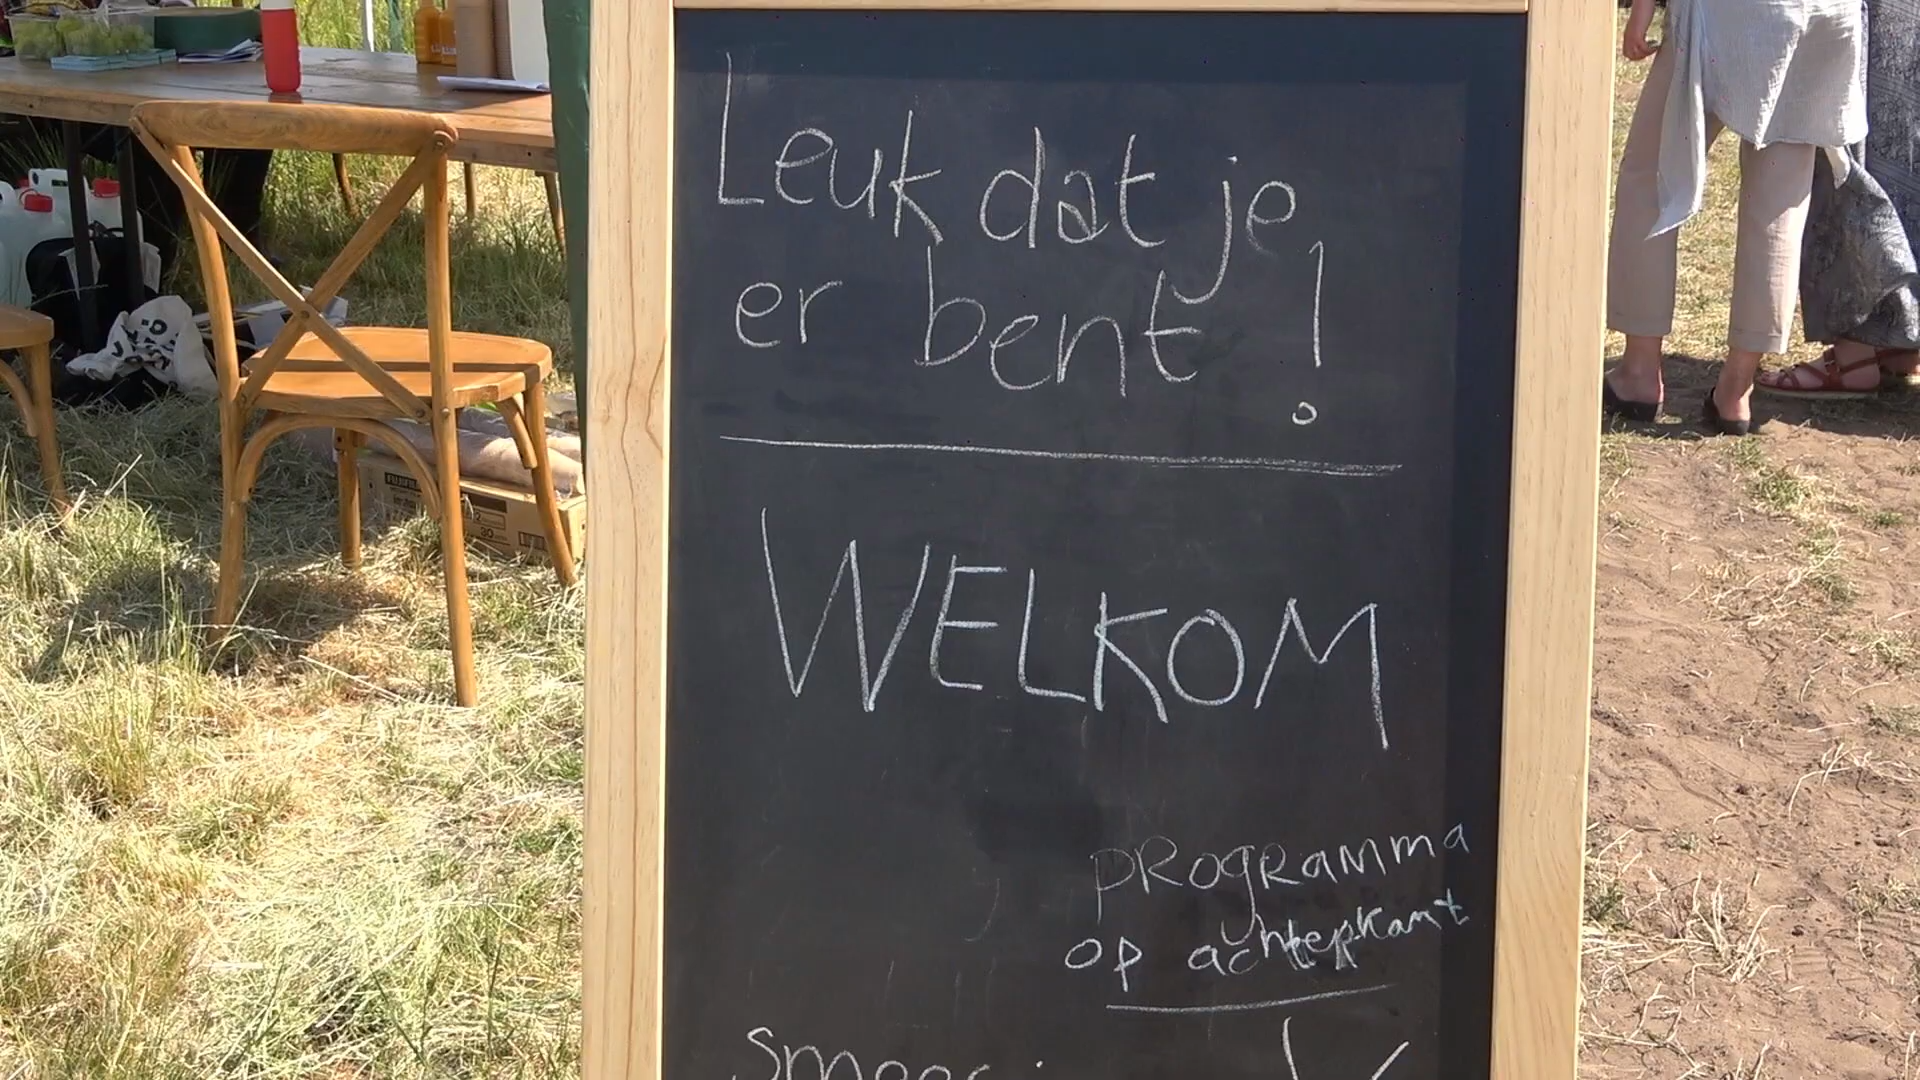 Leuk dat je
er bent!
WELKOM
PROGRAMMA
op achterkant